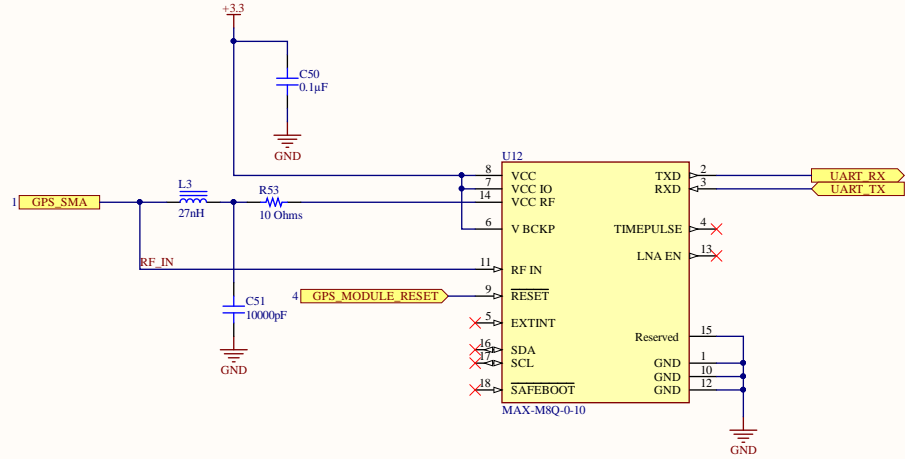 +3.3
C50
0.1µF
GND
U12
8 VCC TXD 2 UART_RX
7 VCC IO RXD 3 UART_TX
L3
R53
1 GPS_SMA
14 VCC RF
27nH
10 Ohms
6 V BCKP TIMEPULSE 4
LNA EN 13
RF_IN
11 RF IN
4 GPS_MODULE_RESET 9 RESET
C51
10000pF
5 EXTINT
Reserved 15
16 SDA
GND
17 SCL GND 1
GND 10
18 SAFEBOOT GND 12
MAX-M8Q-0-10
GND